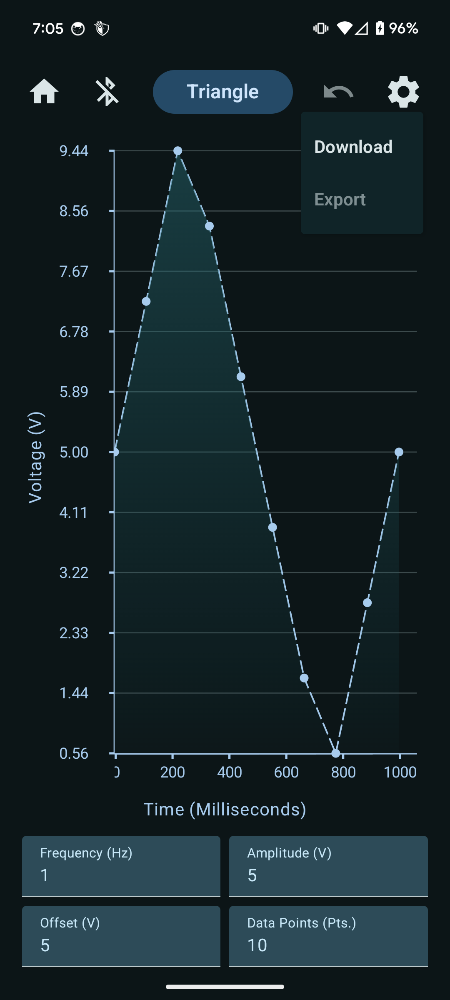 7:05 96%
Triangle
Download
Export
9.44
8.56
7.67
6.78
5.89
5.00
4.11
3.22
2.33
1.44
0.56
Voltage (V)
0 200 400 600 800 1000
Time (Milliseconds)
Frequency (Hz)
1
Amplitude (V)
5
Offset (V)
5
Data Points (Pts.)
10